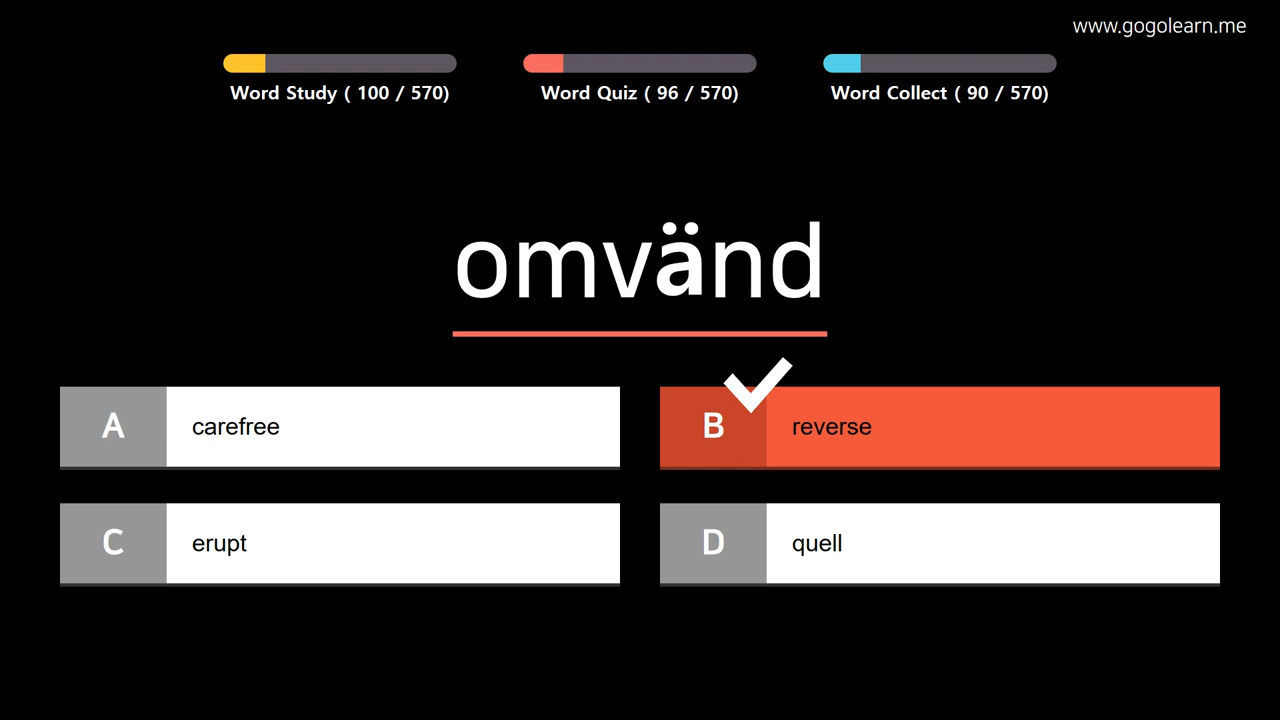 www.gogolearn.me
Word Study ( 100 / 570)
Word Quiz ( 96 / 570)
Word Collect ( 90 / 570)
omvänd
A carefree
B reverse
C erupt
D quell